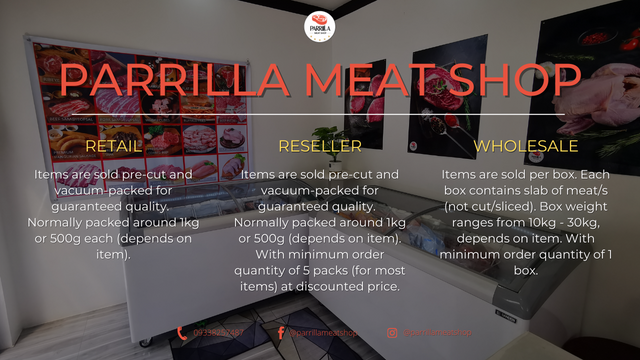 PARRILLA
MEAT SHOP
PARRILLA MEAT SHOP
RETAIL
Items are sold pre-cut and
vacuum-packed for
guaranteed quality.
Normally packed around 1kg
or 500g each (depends on
item).
RESELLER
Items are sold pre-cut and
vacuum-packed for
guaranteed quality.
Normally packed around 1kg
or 500g (depends on item).
With minimum order
quantity of 5 packs (for most
items) at discounted price.
WHOLESALE
Items are sold per box. Each
box contains slab of meat/s
(not cut/sliced). Box weight
ranges from 10kg - 30kg,
depends on item. With
minimum order quantity of 1
box.
@parrillameatshop